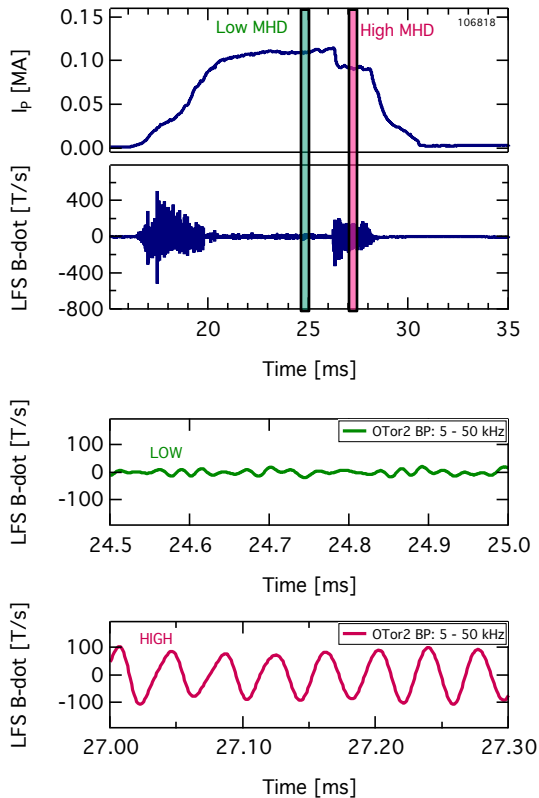 Low MHD
High MHD
106818
I_P [MA]
0.10
0.05
0.00
LFS B-dot [T/s]
400
0
-400
-800
20
25
30
35
Time [ms]
LFS B-dot [T/s]
100
0
-100
LOW
OTor2 BP: 5 - 50 kHz
24.5
24.6
24.7
24.8
24.9
25.0
Time [ms]
LFS B-dot [T/s]
100
0
-100
HIGH
OTor2 BP: 5 - 50 kHz
27.00
27.10
27.20
27.30
Time [ms]